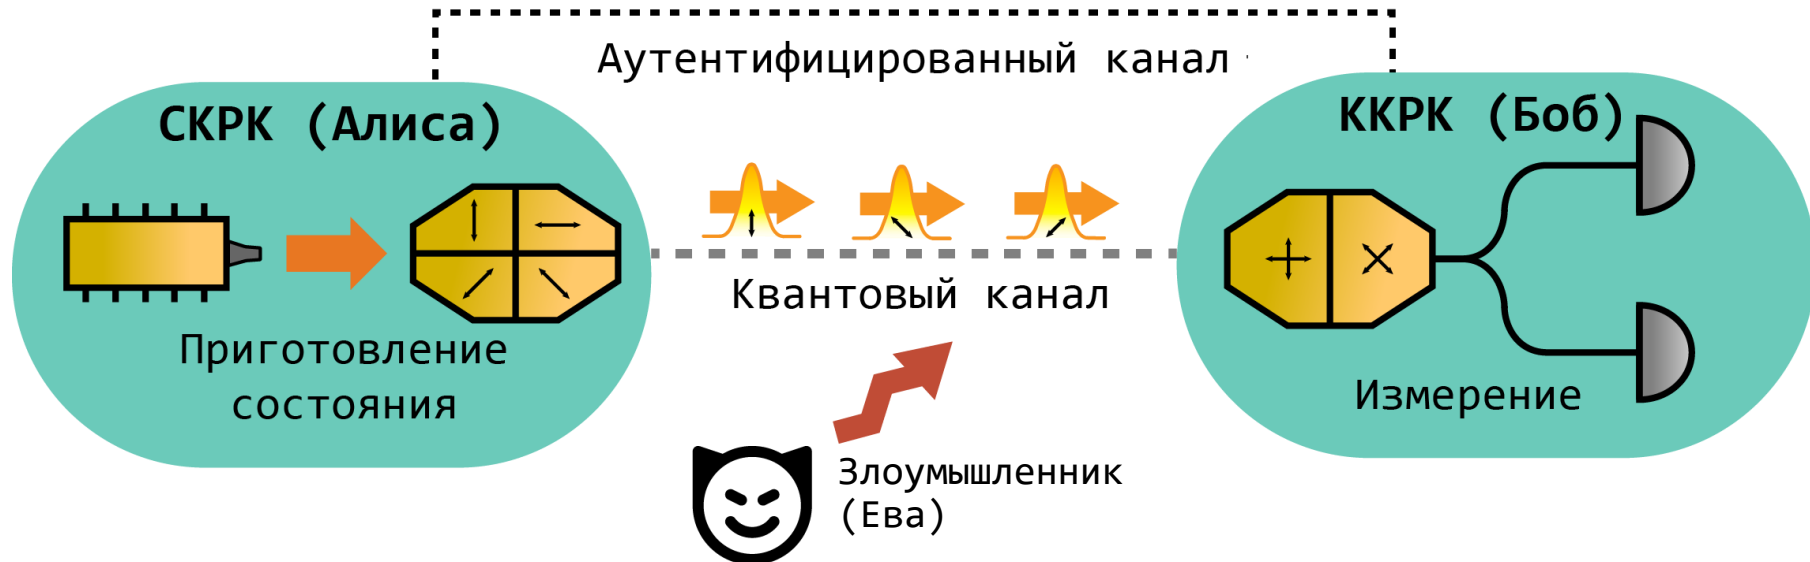 Аутентифицированный канал
СКРК (Алиса)
ККРК (Боб)
Квантовый канал
Приготовление
состояния
Измерение
Злоумышленник
(Ева)